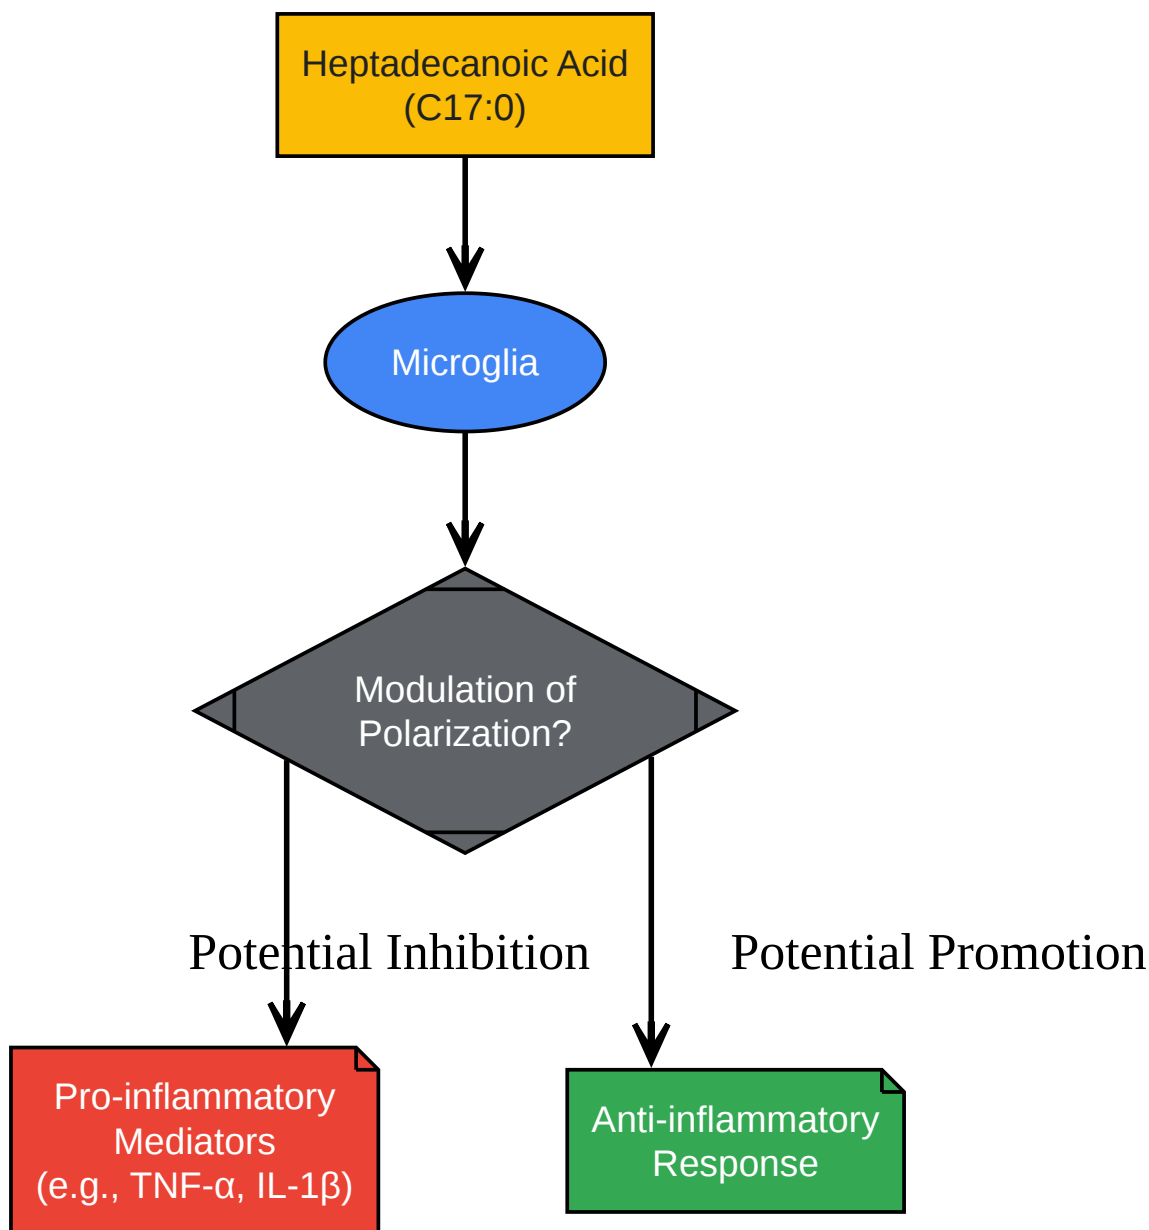 Heptadecanoic Acid
(C17:0)
Microglia
Modulation of
Polarization?
Potential Inhibition
Potential Promotion
Pro-inflammatory
Mediators
(e.g., TNF-α, IL-1β)
Anti-inflammatory
Response